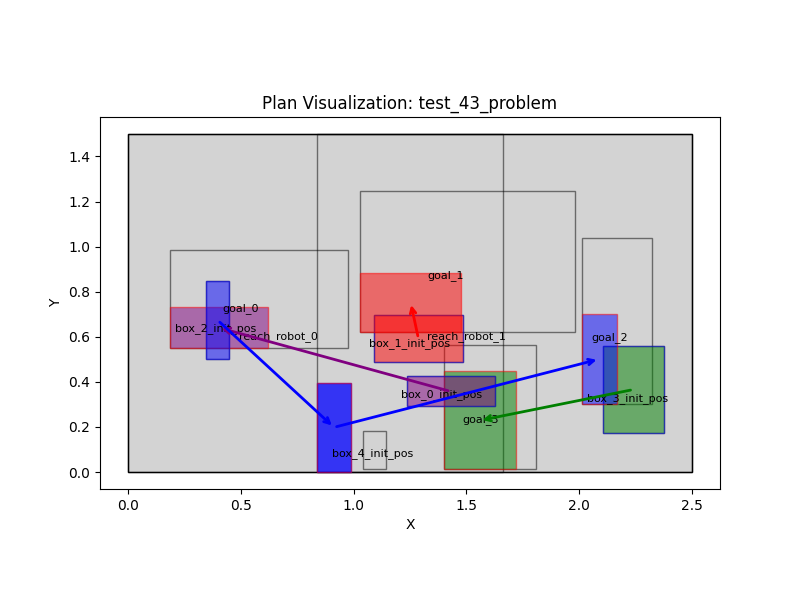 Plan Visualization: test_43_problem
1.4
1.2
1.0
0.8
0.6
0.4
0.2
0.0
Y
goal_1
goal_0
box_2_init_pos
reach_robot_0
reach_robot_1
box_1_init_pos
goal_2
box_0_init_pos
box_3_init_pos
goal_3
box_4_init_pos
0.0
0.5
1.0
1.5
2.0
2.5
X